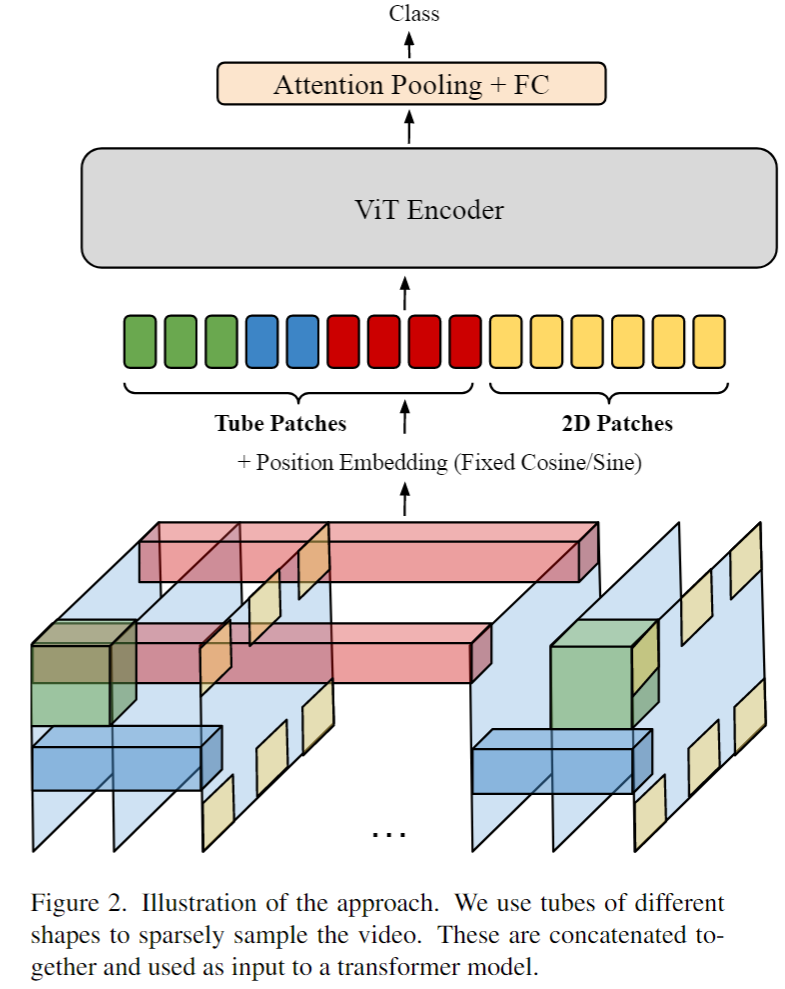 Class
Attention Pooling + FC
ViT Encoder
Tube Patches 2D Patches
+ Position Embedding (Fixed Cosine/Sine)
...
Figure 2. Illustration of the approach. We use tubes of different
shapes to sparsely sample the video. These are concatenated to-
gether and used as input to a transformer model.